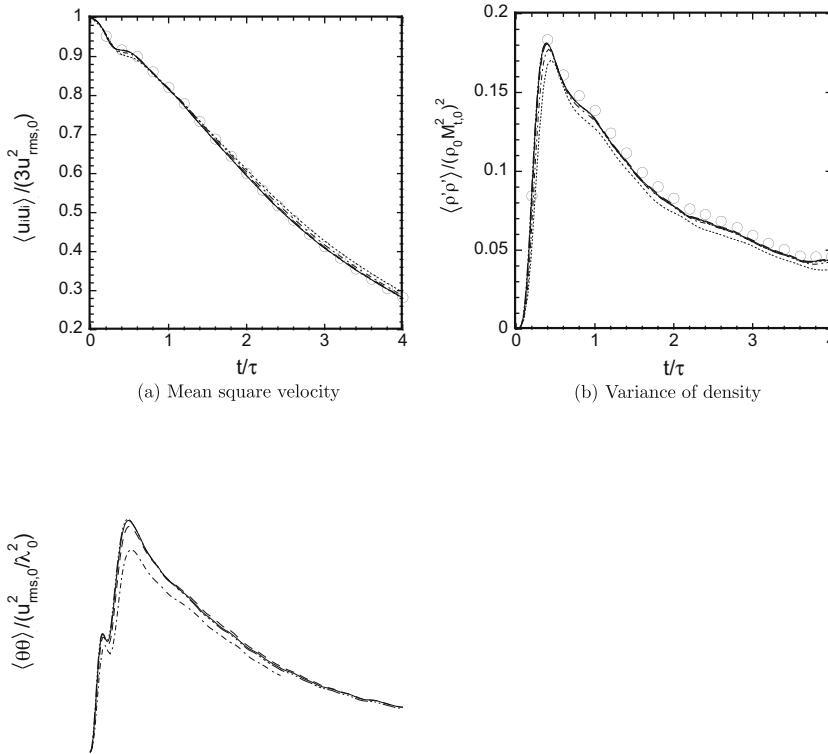 1
0.9
0.8
0.7
0.6
0.5
0.4
0.3
0.2
0 1 2 3 4
t/τ
⟨uᵢuᵢ⟩/(3u²rms,0)
(a) Mean square velocity
0.2
0.15
0.1
0.05
0
0 1 2 3 4
t/τ
⟨ρ'ρ'⟩/(ρ₀M²t,0)²
(b) Variance of density
⟨θθ⟩/(u²rms,0/λ²₀)